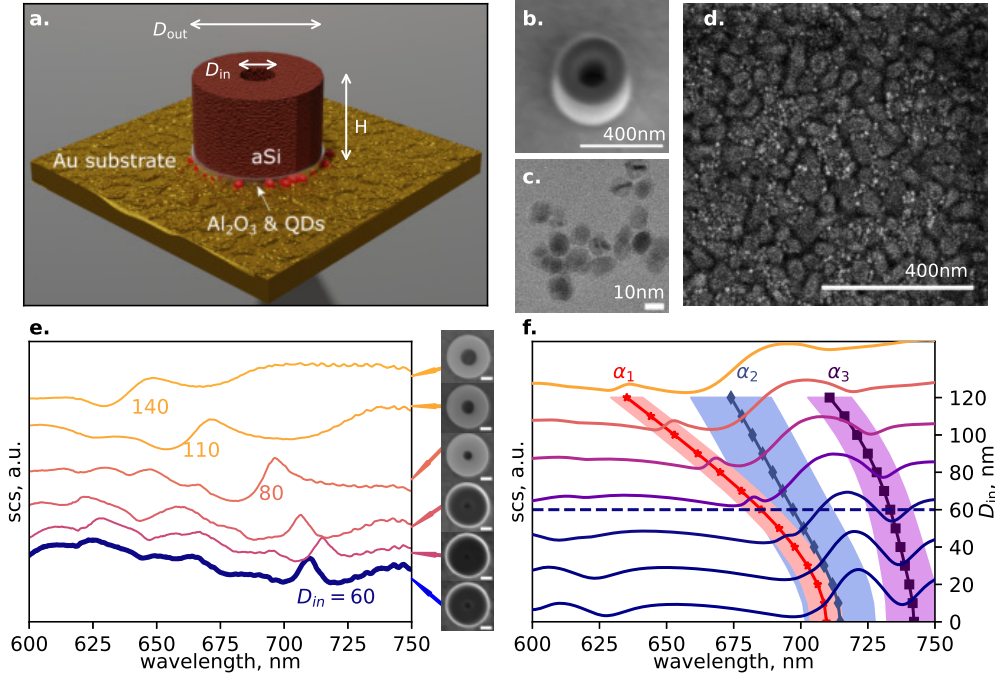 a.
D_out
D_in
H
Au substrate
aSi
Al₂O₃ & QDs
b.
400nm
c.
10nm
d.
400nm
e.
140
110
80
D_in = 60
scs, a.u.
600 625 650 675 700 725 750
wavelength, nm
f.
α₁ α₂ α₃
scs, a.u.
120
100
80
60
40
20
0
D_in, nm
600 625 650 675 700 725 750
wavelength, nm